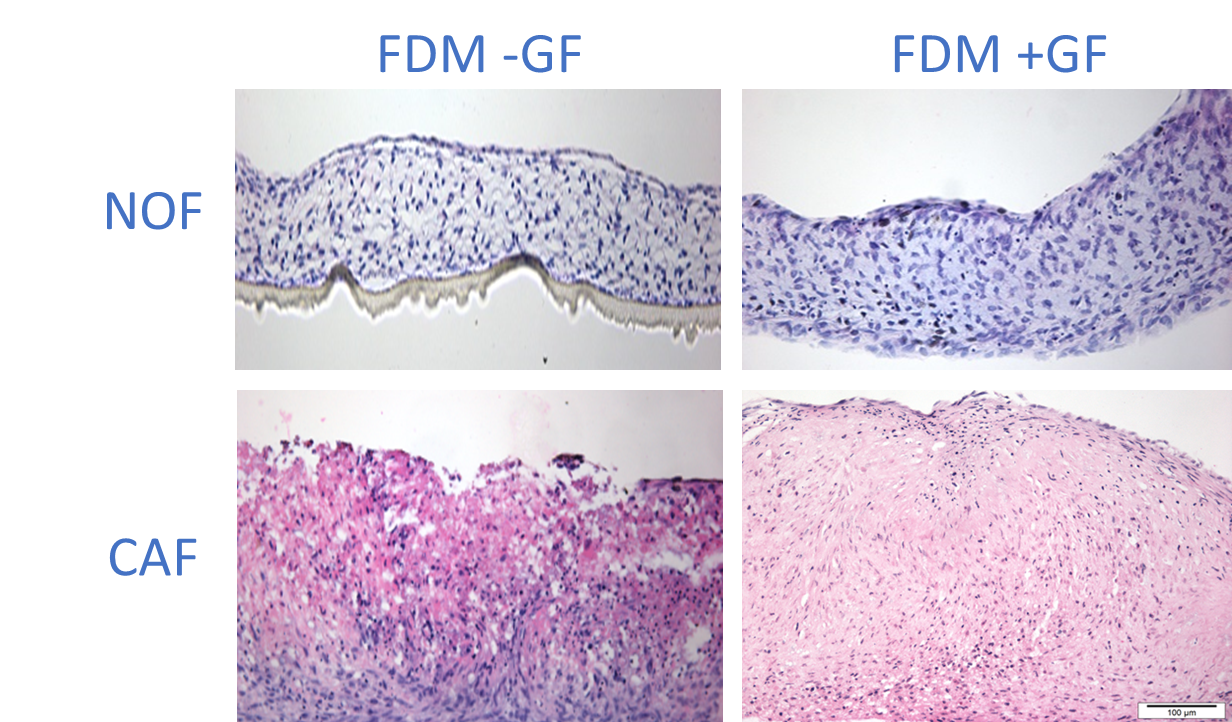 FDM -GF
FDM +GF
NOF
CAF
100 µm